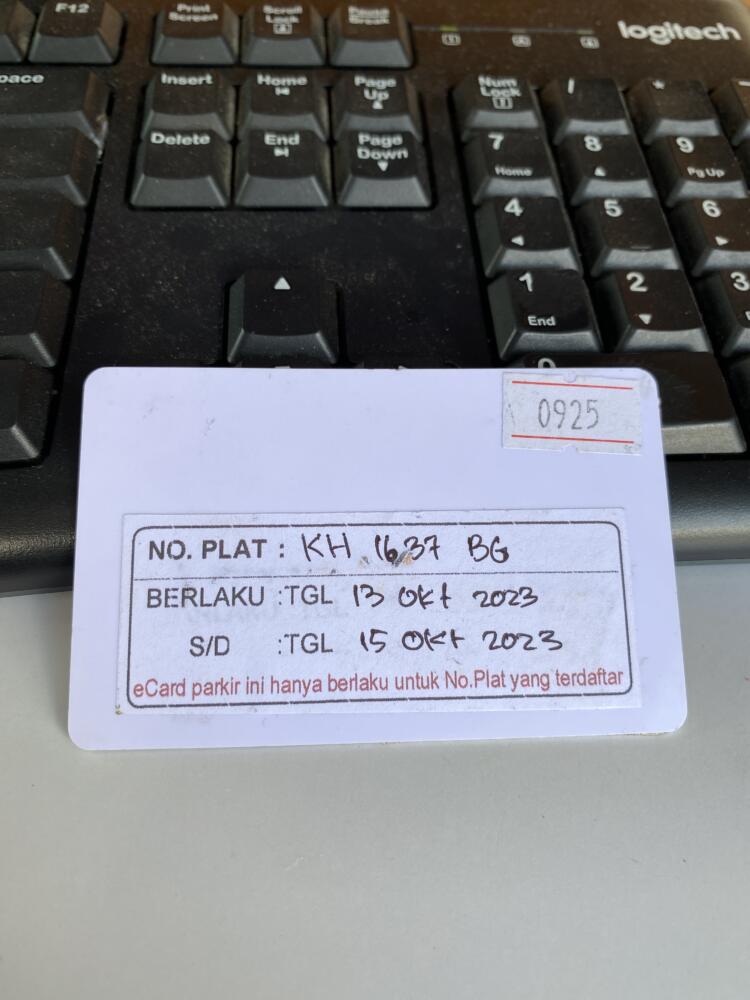 F12
Print Screen
Scroll Lock
Pause Break
logitech
pace
Insert
Home
Page Up
Num Lock
/
*
Delete
End
Page Down
7 Home
8
9 Pg Up
4
5
6
1 End
2
3
0
0925
NO. PLAT : KH 1637 BG
BERLAKU :TGL 13 Okt 2023
S/D :TGL 15 Okt 2023
eCard parkir ini hanya berlaku untuk No.Plat yang terdaftar